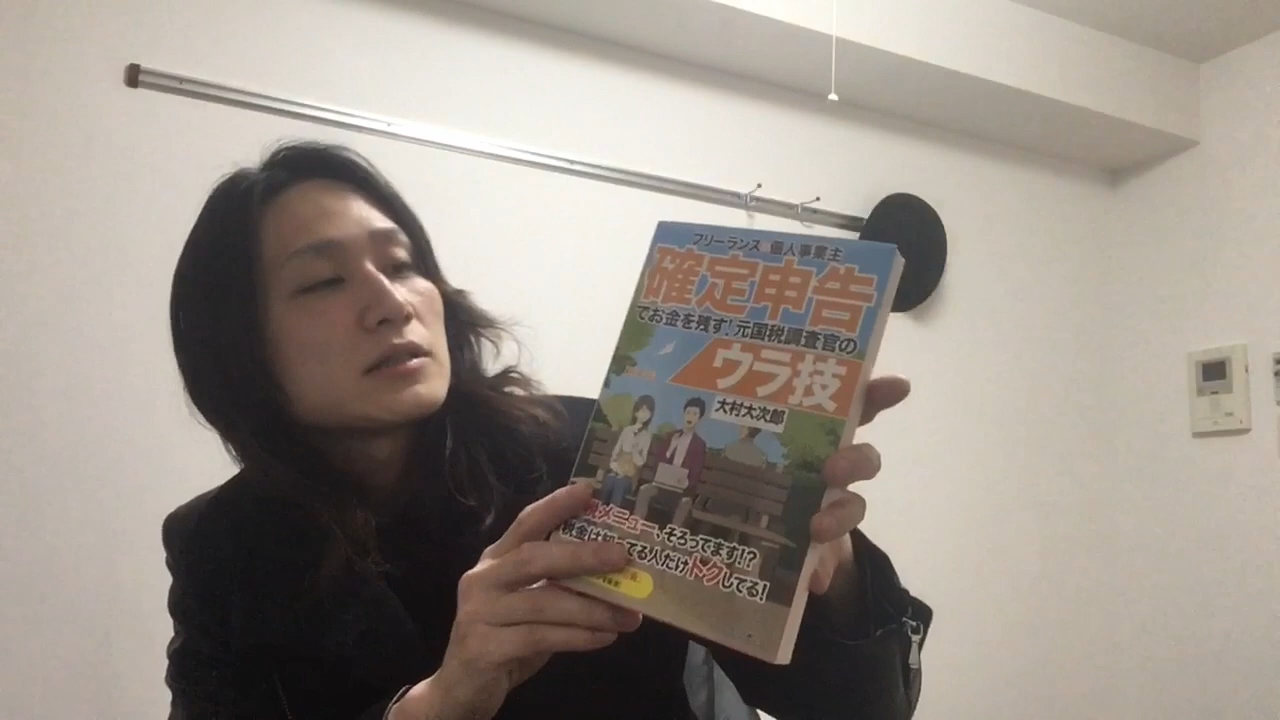 フリーランス 個人事業主
確定申告
でお金を残す!元国税調査官の
ウラ技
大村大次郎
税メニュー、そろってます!?
税金は知ってる人だけトクしてる!